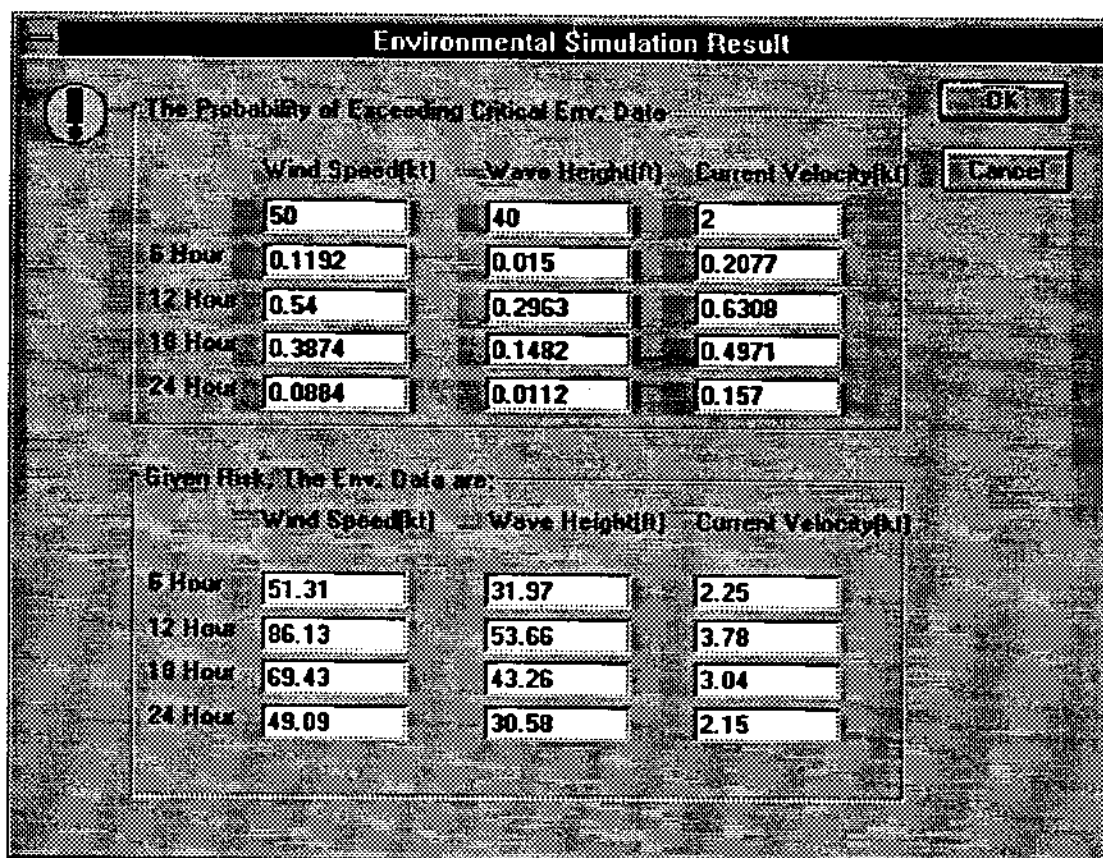 Environmental Simulation Result
The Probability of Exceeding Critical Env. Data
Ok
Wind Speed(kt) Wave Height(ft) Current Velocity(kt)
Cancel
50 40 2
6 Hour 0.1192 0.015 0.2077
12 Hour 0.54 0.2963 0.6308
18 Hour 0.3874 0.1482 0.4971
24 Hour 0.0884 0.0112 0.157
Given Risk, The Env. Data are:
Wind Speed(kt) Wave Height(ft) Current Velocity(kt)
6 Hour 51.31 31.97 2.25
12 Hour 86.13 53.66 3.78
18 Hour 69.43 43.26 3.04
24 Hour 49.09 30.58 2.15